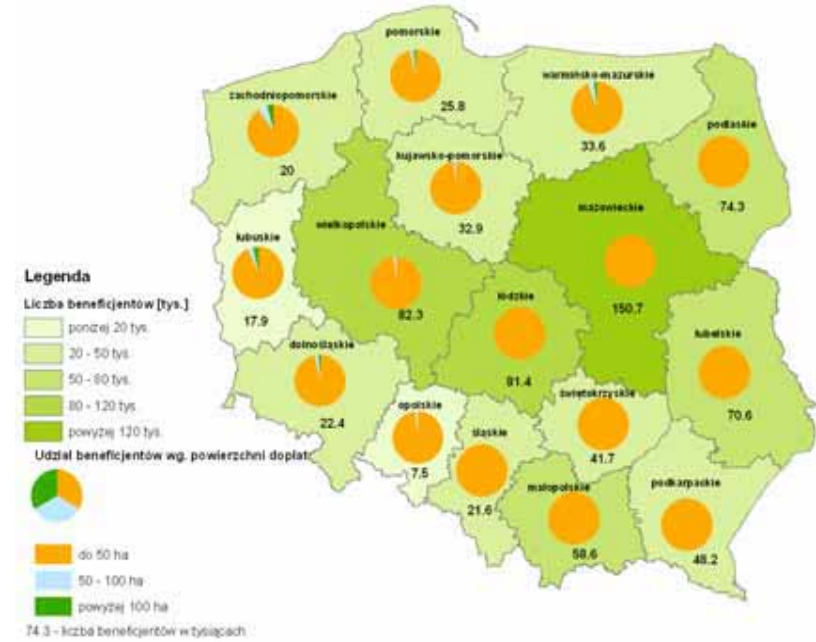 pomorskie
25.8
warmińsko-mazurskie
33.6
zachodniopomorskie
20
podlaskie
74.3
kujawsko-pomorskie
32.9
mazowieckie
150.7
wielkopolskie
82.3
lubuskie
17.9
łódzkie
81.4
lubelskie
70.6
dolnośląskie
22.4
opolskie
7.5
śląskie
21.6
świętokrzyskie
41.7
małopolskie
58.6
podkarpackie
48.2
Legenda
Liczba beneficjentów [tys.]
poniżej 20 tys.
20 - 50 tys.
50 - 80 tys.
80 - 120 tys.
powyżej 120 tys.
Udział beneficjentów wg. powierzchni dopłat
do 50 ha
50 - 100 ha
powyżej 100 ha
74.3 - liczba beneficjentów w tysiącach